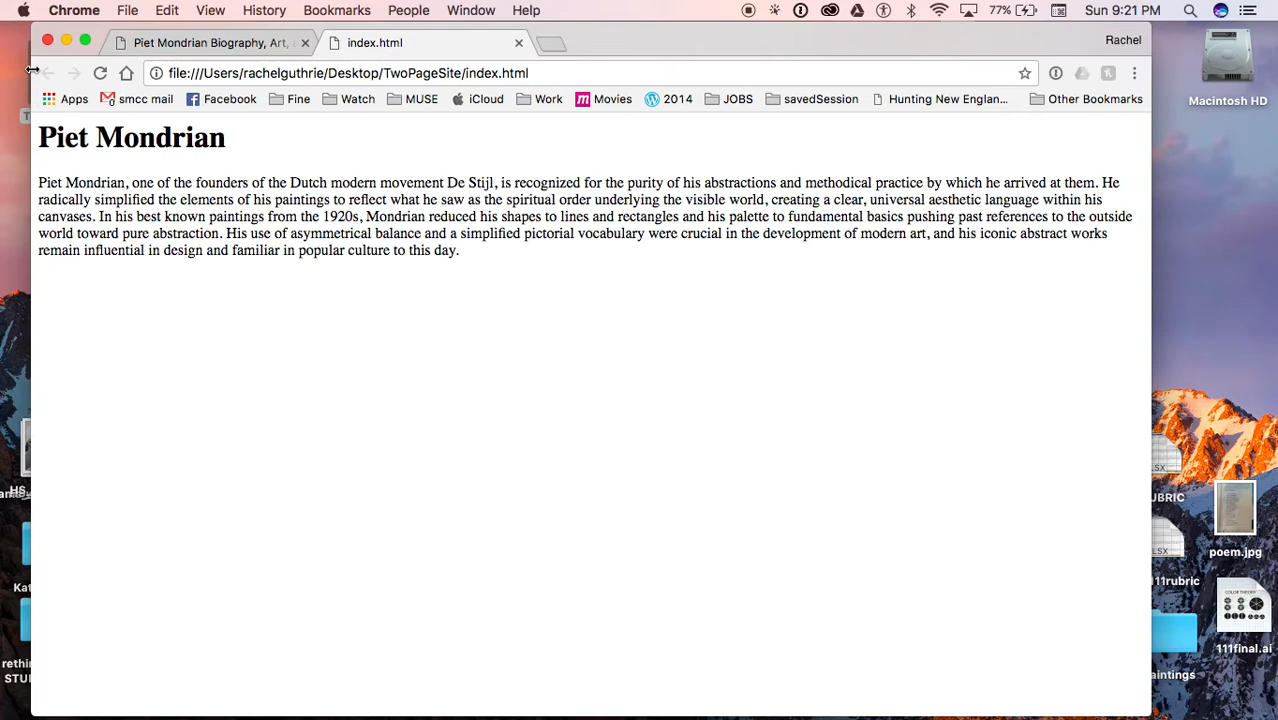 Chrome File Edit View History Bookmarks People Window Help 77% Sun 9:21 PM
Piet Mondrian Biography, Art, index.html Rachel
file:///Users/rachelguthrie/Desktop/TwoPageSite/index.html
Apps smcc mail Facebook Fine Watch MUSE iCloud Work Movies 2014 JOBS savedSession Hunting New Englan... Other Bookmarks
Macintosh HD
Piet Mondrian
Piet Mondrian, one of the founders of the Dutch modern movement De Stijl, is recognized for the purity of his abstractions and methodical practice by which he arrived at them. He
radically simplified the elements of his paintings to reflect what he saw as the spiritual order underlying the visible world, creating a clear, universal aesthetic language within his
canvases. In his best known paintings from the 1920s, Mondrian reduced his shapes to lines and rectangles and his palette to fundamental basics pushing past references to the outside
world toward pure abstraction. His use of asymmetrical balance and a simplified pictorial vocabulary were crucial in the development of modern art, and his iconic abstract works
remain influential in design and familiar in popular culture to this day.
XLSX
HS
RUBRIC
poem.jpg
LSX
111rubric
Kat
COLOR THEORY
111final.ai
rethin
STUD
aintings